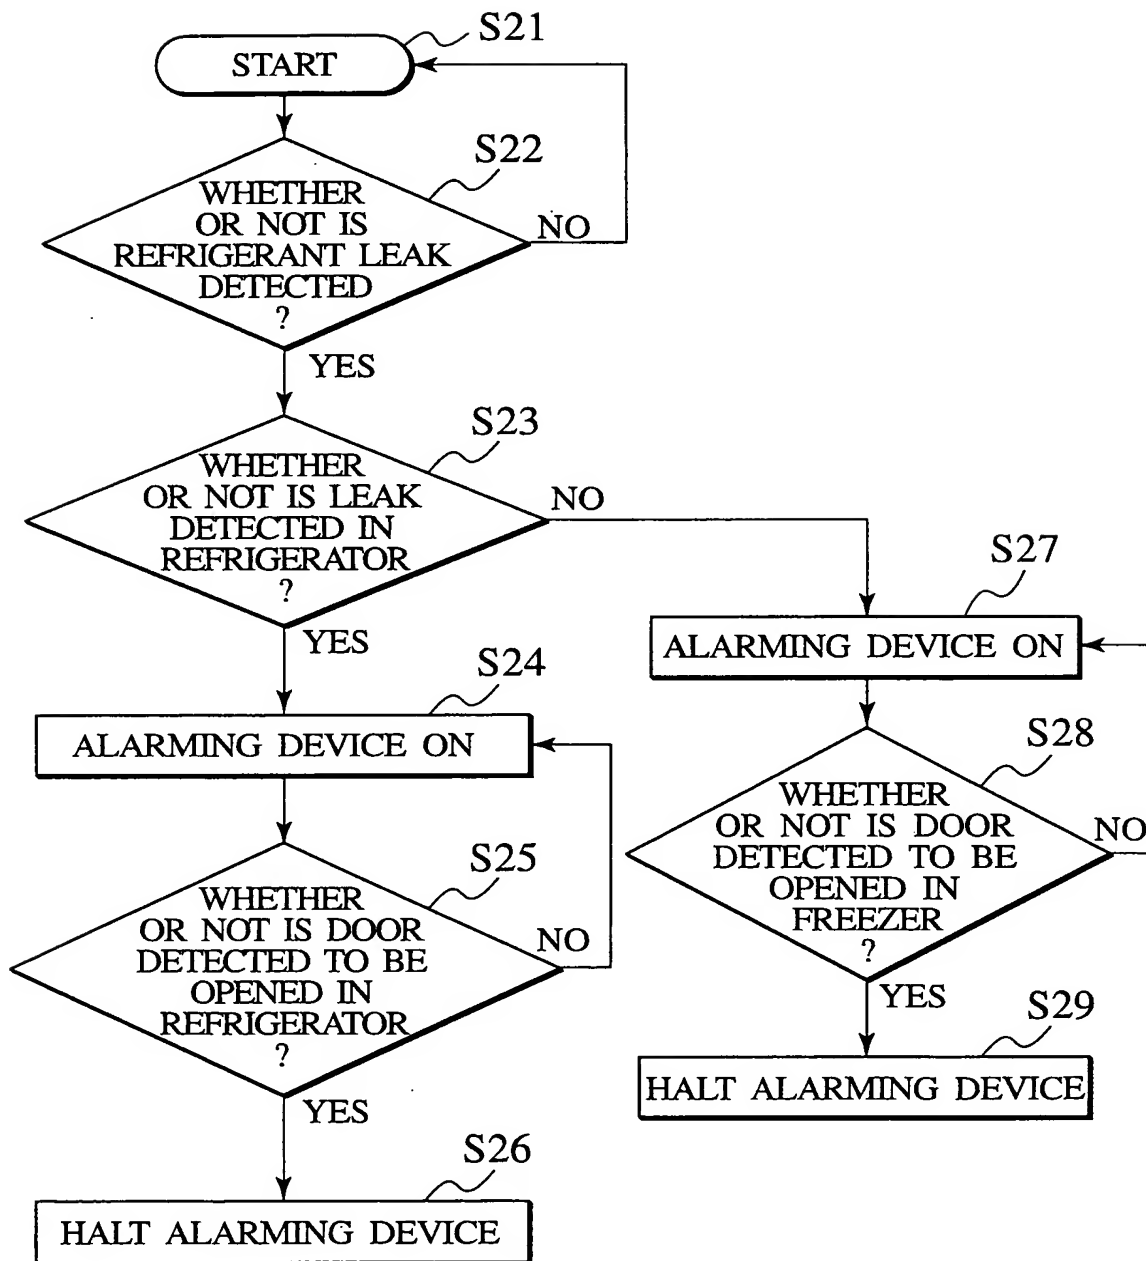 S21
START
S22
WHETHER
OR NOT IS
REFRIGERANT LEAK
DETECTED
?
NO
YES
S23
WHETHER
OR NOT IS LEAK
DETECTED IN
REFRIGERATOR
?
NO
YES
S24
ALARMING DEVICE ON
S25
WHETHER
OR NOT IS DOOR
DETECTED TO BE
OPENED IN
REFRIGERATOR
?
NO
YES
S26
HALT ALARMING DEVICE
S27
ALARMING DEVICE ON
S28
WHETHER
OR NOT IS DOOR
DETECTED TO BE
OPENED IN
FREEZER
?
NO
YES
S29
HALT ALARMING DEVICE